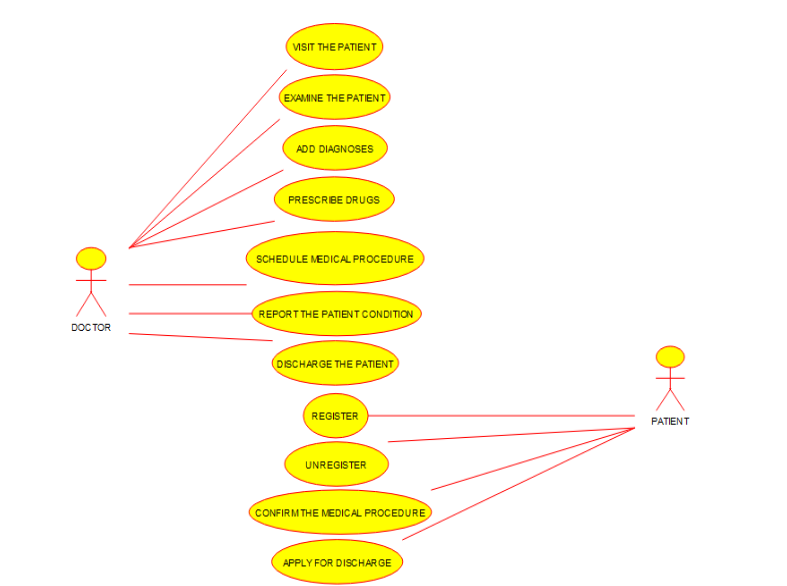 VISIT THE PATIENT
EXAMINE THE PATIENT
ADD DIAGNOSES
PRESCRIBE DRUGS
SCHEDULE MEDICAL PROCEDURE
REPORT THE PATIENT CONDITION
DOCTOR
DISCHARGE THE PATIENT
REGISTER
PATIENT
UNREGISTER
CONFIRM THE MEDICAL PROCEDURE
APPLY FOR DISCHARGE